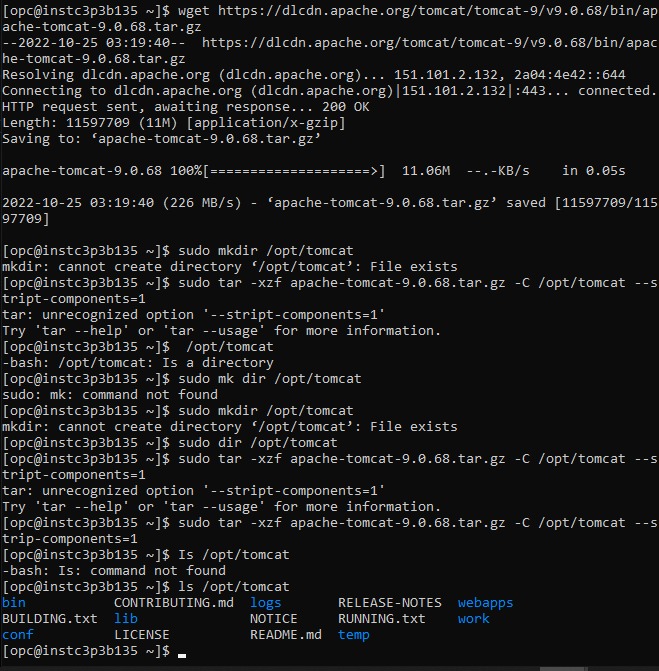 [opc@instc3p3b135 ~]$ wget https://dlcdn.apache.org/tomcat/tomcat-9/v9.0.68/bin/ap
ache-tomcat-9.0.68.tar.gz
--2022-10-25 03:19:40--  https://dlcdn.apache.org/tomcat/tomcat-9/v9.0.68/bin/apac
he-tomcat-9.0.68.tar.gz
Resolving dlcdn.apache.org (dlcdn.apache.org)... 151.101.2.132, 2a04:4e42::644
Connecting to dlcdn.apache.org (dlcdn.apache.org)|151.101.2.132|:443... connected.
HTTP request sent, awaiting response... 200 OK
Length: 11597709 (11M) [application/x-gzip]
Saving to: ‘apache-tomcat-9.0.68.tar.gz’
apache-tomcat-9.0.68 100%[====================>]  11.06M  --.-KB/s    in 0.05s
2022-10-25 03:19:40 (226 MB/s) - ‘apache-tomcat-9.0.68.tar.gz’ saved [11597709/115
97709]
[opc@instc3p3b135 ~]$ sudo mkdir /opt/tomcat
mkdir: cannot create directory ‘/opt/tomcat’: File exists
[opc@instc3p3b135 ~]$ sudo tar -xzf apache-tomcat-9.0.68.tar.gz -C /opt/tomcat --s
tript-components=1
tar: unrecognized option '--stript-components=1'
Try 'tar --help' or 'tar --usage' for more information.
[opc@instc3p3b135 ~]$  /opt/tomcat
-bash: /opt/tomcat: Is a directory
[opc@instc3p3b135 ~]$ sudo mk dir /opt/tomcat
sudo: mk: command not found
[opc@instc3p3b135 ~]$ sudo mkdir /opt/tomcat
mkdir: cannot create directory ‘/opt/tomcat’: File exists
[opc@instc3p3b135 ~]$ sudo dir /opt/tomcat
[opc@instc3p3b135 ~]$ sudo tar -xzf apache-tomcat-9.0.68.tar.gz -C /opt/tomcat --s
tript-components=1
tar: unrecognized option '--stript-components=1'
Try 'tar --help' or 'tar --usage' for more information.
[opc@instc3p3b135 ~]$ sudo tar -xzf apache-tomcat-9.0.68.tar.gz -C /opt/tomcat --s
trip-components=1
[opc@instc3p3b135 ~]$ Is /opt/tomcat
-bash: Is: command not found
[opc@instc3p3b135 ~]$ ls /opt/tomcat
bin           CONTRIBUTING.md  logs       RELEASE-NOTES  webapps
BUILDING.txt  lib              NOTICE     RUNNING.txt    work
conf          LICENSE          README.md  temp
[opc@instc3p3b135 ~]$